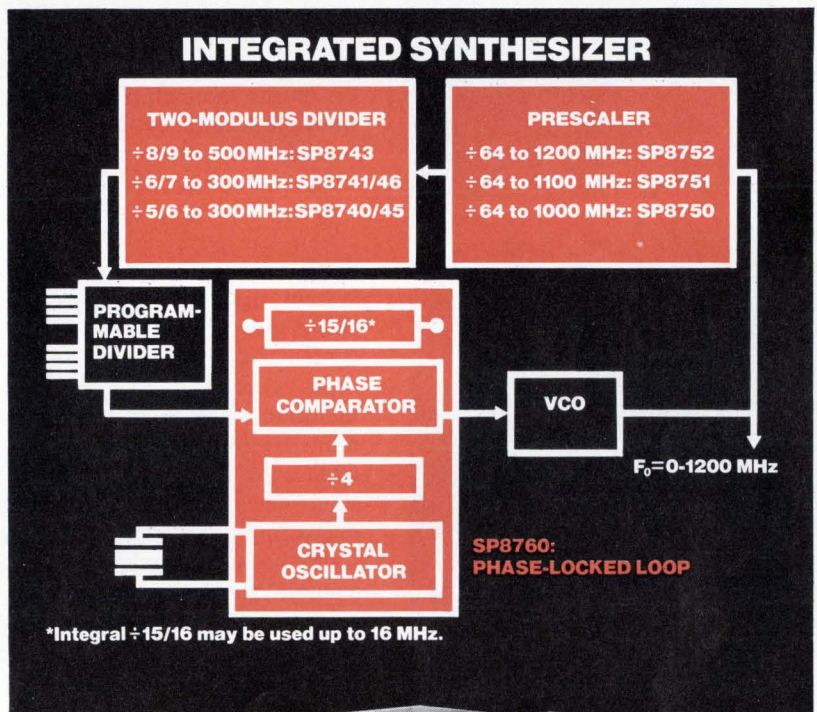 INTEGRATED SYNTHESIZER
TWO-MODULUS DIVIDER
÷8/9 to 500MHz: SP8743
÷6/7 to 300MHz: SP8741/46
÷5/6 to 300MHz: SP8740/45
PRESCALER
÷64 to 1200 MHz: SP8752
÷64 to 1100 MHz: SP8751
÷64 to 1000 MHz: SP8750
PROGRAM-
MABLE
DIVIDER
÷15/16*
PHASE
COMPARATOR
VCO
F₀=0-1200 MHz
÷4
CRYSTAL
OSCILLATOR
SP8760:
PHASE-LOCKED LOOP
*Integral ÷15/16 may be used up to 16 MHz.